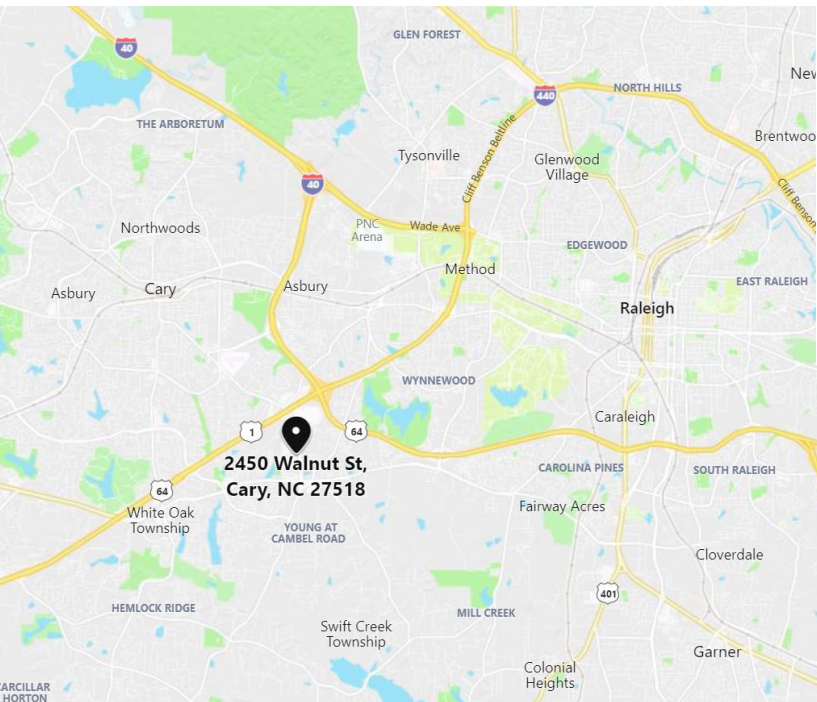 GLEN FOREST
40
440
NORTH HILLS
New
THE ARBORETUM
Brentwoo
Tysonville
Glenwood
Village
Cliff Benson Beltline
40
Cliff Benson
Northwoods
PNC
Arena
Wade Ave
EDGEWOOD
Method
EAST RALEIGH
Asbury
Cary
Asbury
Raleigh
WYNNEWOOD
Caraleigh
1
64
2450 Walnut St,
Cary, NC 27518
CAROLINA PINES
SOUTH RALEIGH
64
White Oak
Township
Fairway Acres
YOUNG AT
CAMBEL ROAD
Cloverdale
401
HEMLOCK RIDGE
MILL CREEK
Swift Creek
Township
Garner
Colonial
Heights
CARCILLAR
HORTON